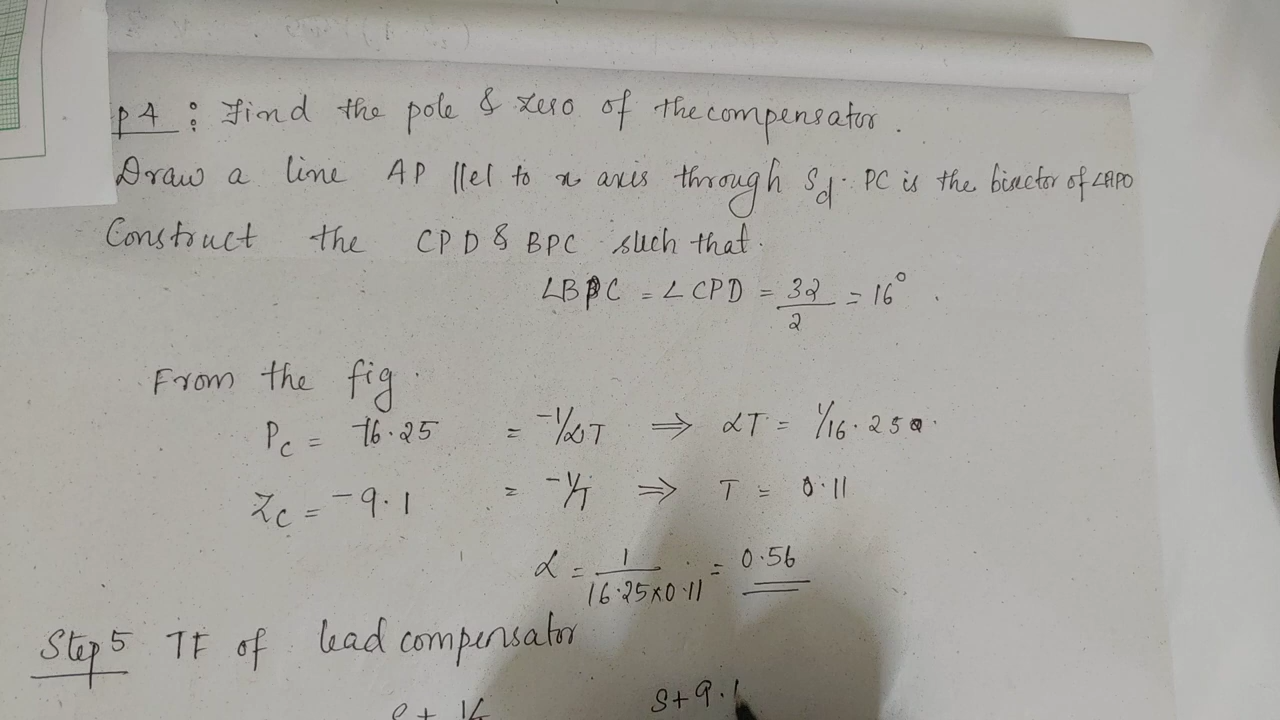 p 4 : Find the pole & zero of the compensator.
Draw a line AP llel to x axis through Sd. PC is the bisector of ∠APO
Construct the CPD & BPC such that.
∠BPC = ∠CPD = 32/2 = 16°.
From the fig.
Pc = -16.25 = -1/αT ⇒ αT = 1/16.25.
Zc = -9.1 = -1/T ⇒ T = 0.11
α = 1/16.25×0.11 = 0.56
Step 5 TF of lead compensator
S+9.1